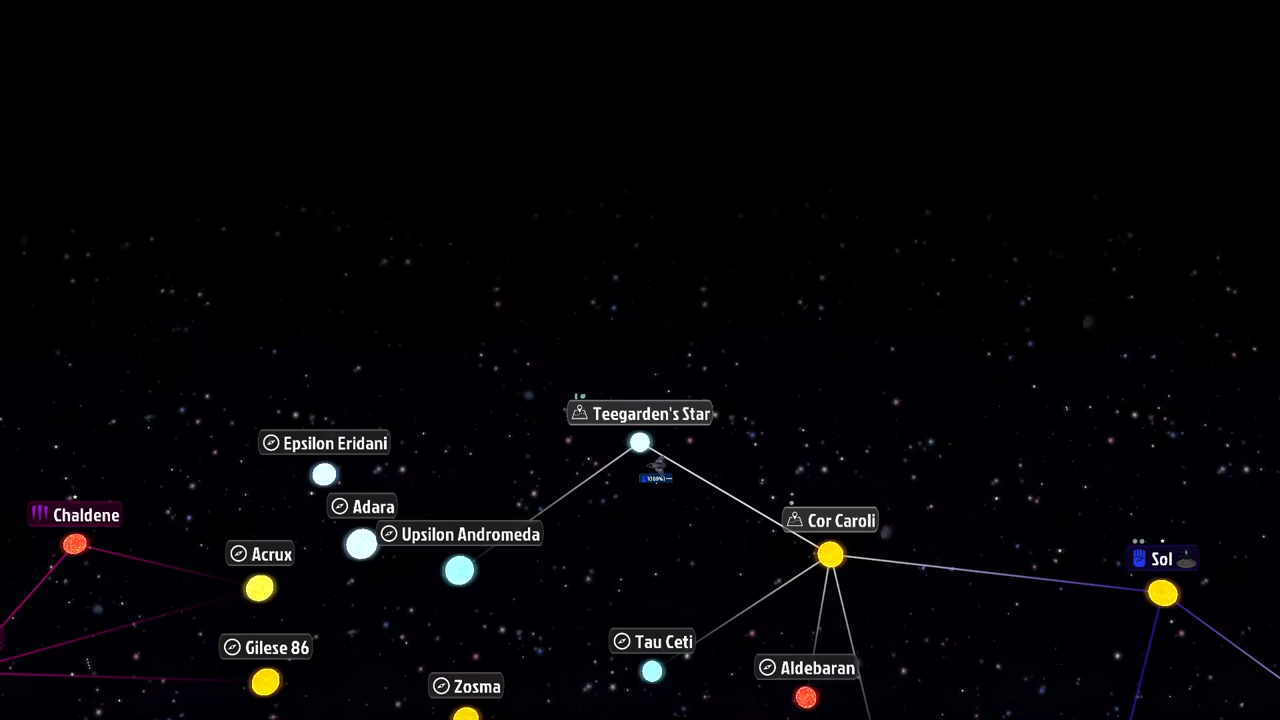 Teegarden's Star
Epsilon Eridani
Adara
Chaldene
Upsilon Andromeda
Cor Caroli
Acrux
Sol
Tau Ceti
Gilese 86
Aldebaran
Zosma